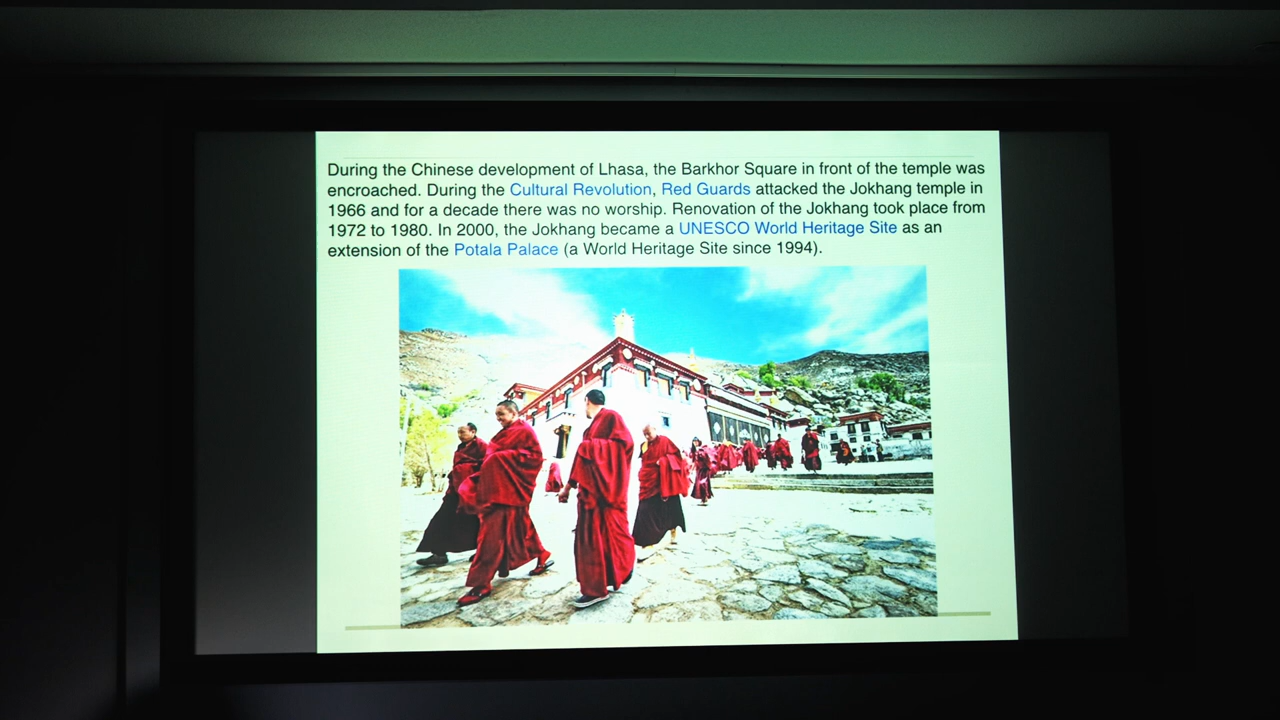 During the Chinese development of Lhasa, the Barkhor Square in front of the temple was
encroached. During the Cultural Revolution, Red Guards attacked the Jokhang temple in
1966 and for a decade there was no worship. Renovation of the Jokhang took place from
1972 to 1980. In 2000, the Jokhang became a UNESCO World Heritage Site as an
extension of the Potala Palace (a World Heritage Site since 1994).